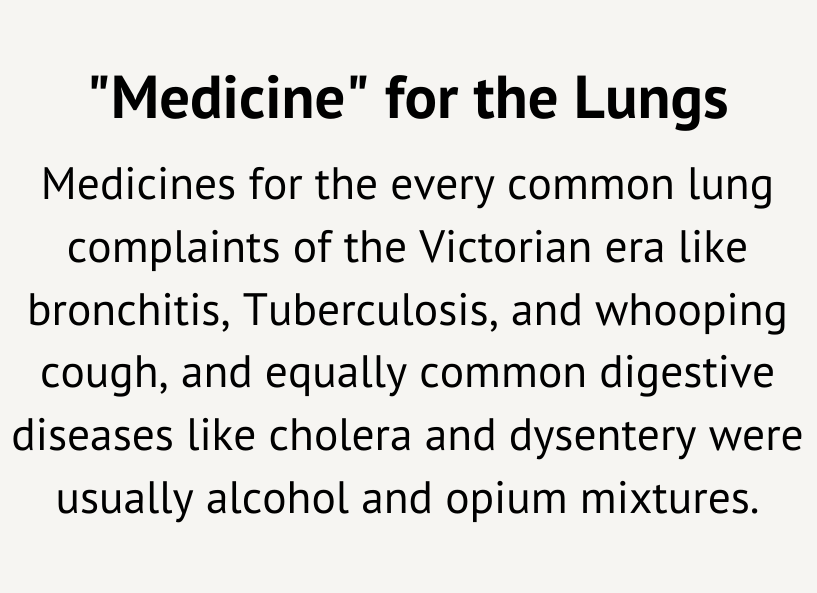 "Medicine" for the Lungs
Medicines for the every common lung
complaints of the Victorian era like
bronchitis, Tuberculosis, and whooping
cough, and equally common digestive
diseases like cholera and dysentery were
usually alcohol and opium mixtures.